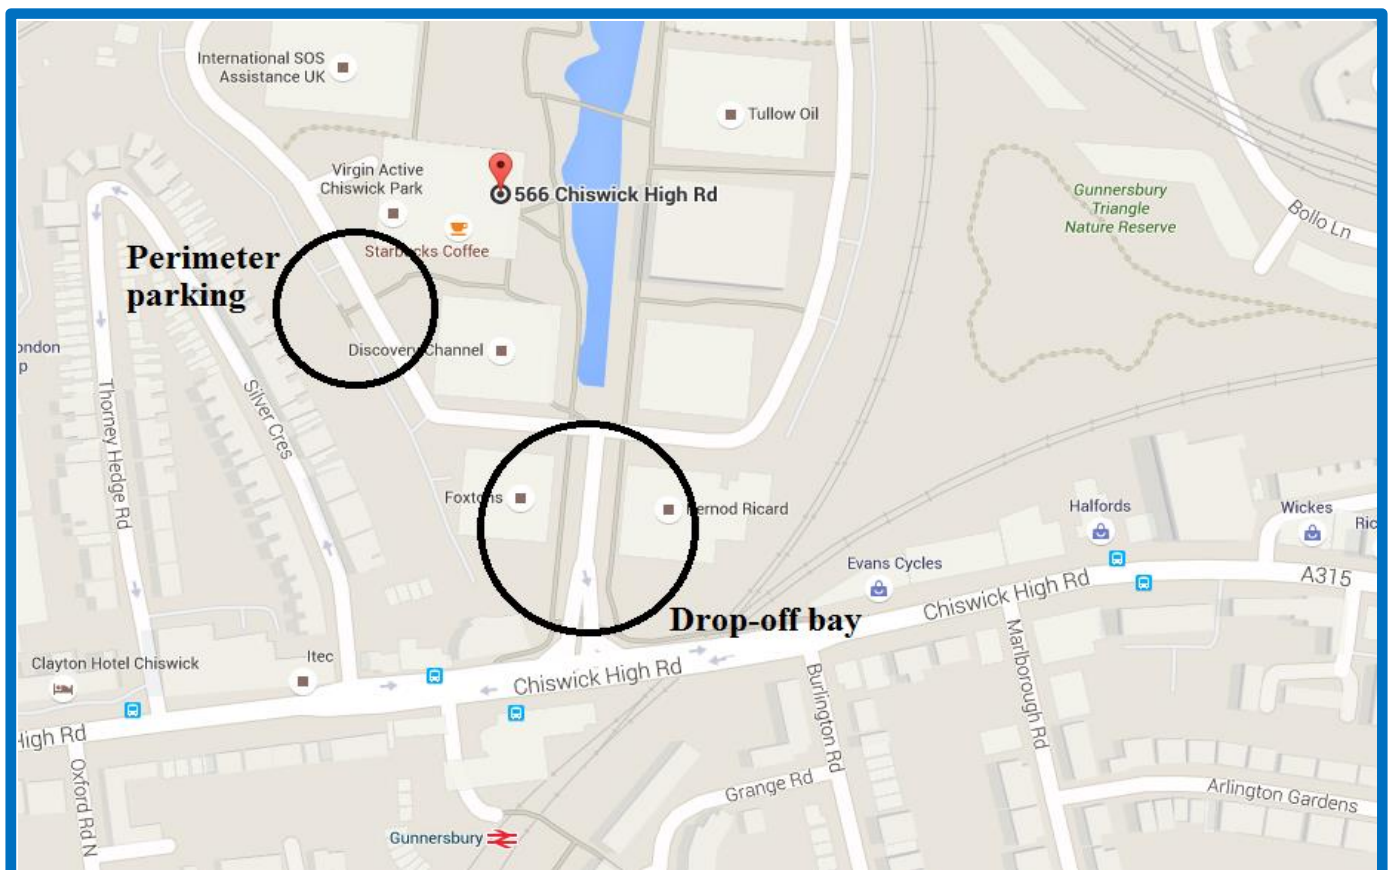 International SOS
Assistance UK
Tullow Oil
Virgin Active
Chiswick Park
566 Chiswick High Rd
Gunnersbury
Triangle
Nature Reserve
Bollo Ln
Starbucks Coffee
Perimeter
parking
Discovery Channel
Thorney Hedge Rd
Silver Cres
Foxtons
Pernod Ricard
Halfords
Wickes
Evans Cycles
A315
Chiswick High Rd
Drop-off bay
Clayton Hotel Chiswick
Itec
Chiswick High Rd
High Rd
Marlborough Rd
Burlington Rd
Oxford Rd N
Grange Rd
Arlington Gardens
Gunnersbury